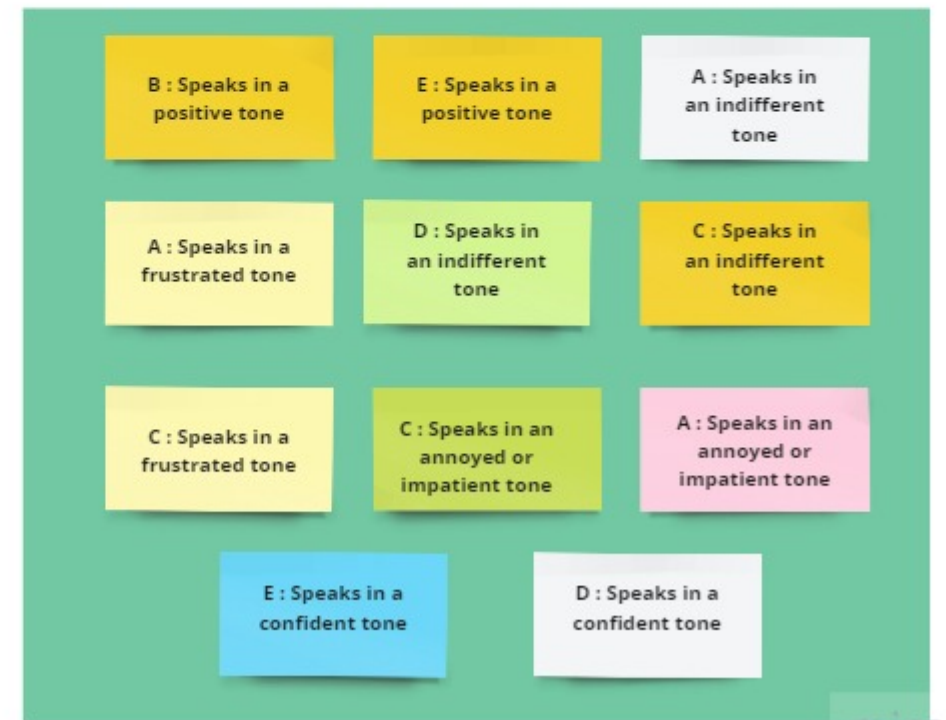 B : Speaks in a
positive tone
E : Speaks in a
positive tone
A : Speaks in
an indifferent
tone
A : Speaks in a
frustrated tone
D : Speaks in
an indifferent
tone
C : Speaks in
an indifferent
tone
C : Speaks in a
frustrated tone
C : Speaks in an
annoyed or
impatient tone
A : Speaks in an
annoyed or
impatient tone
E : Speaks in a
confident tone
D : Speaks in a
confident tone